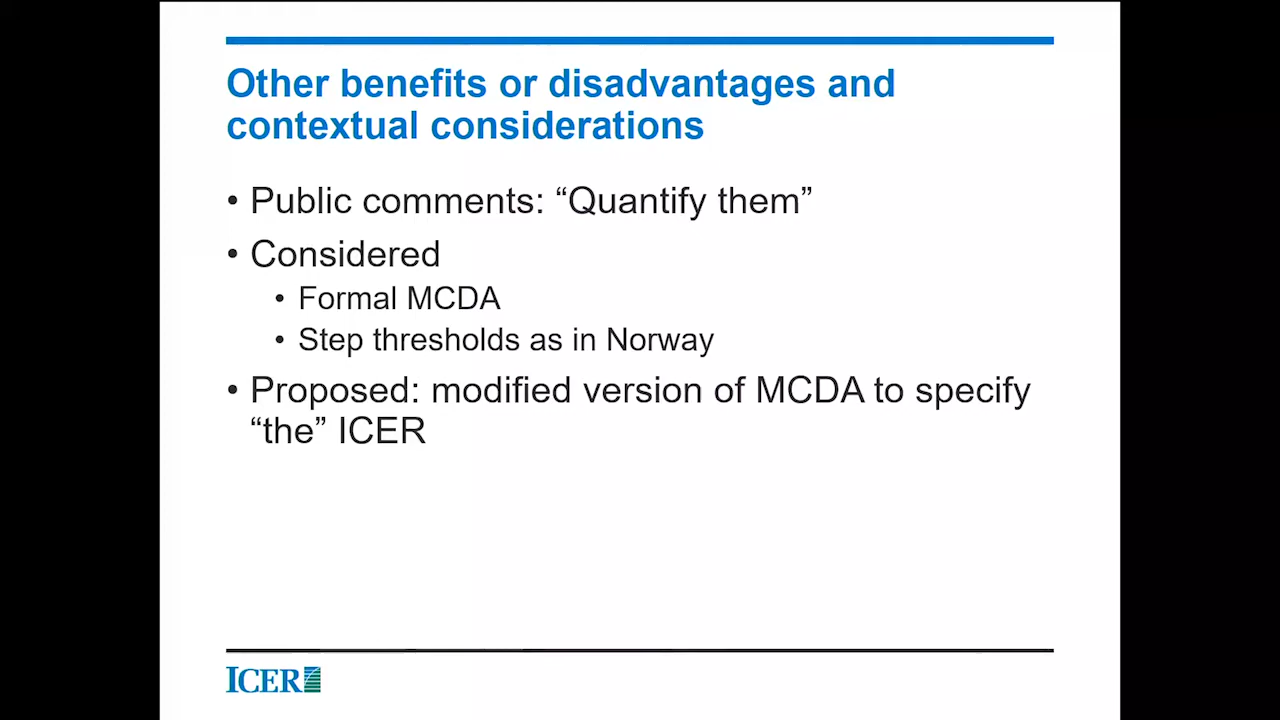 Other benefits or disadvantages and
contextual considerations
• Public comments: “Quantify them”
• Considered
• Formal MCDA
• Step thresholds as in Norway
• Proposed: modified version of MCDA to specify
“the” ICER
ICER